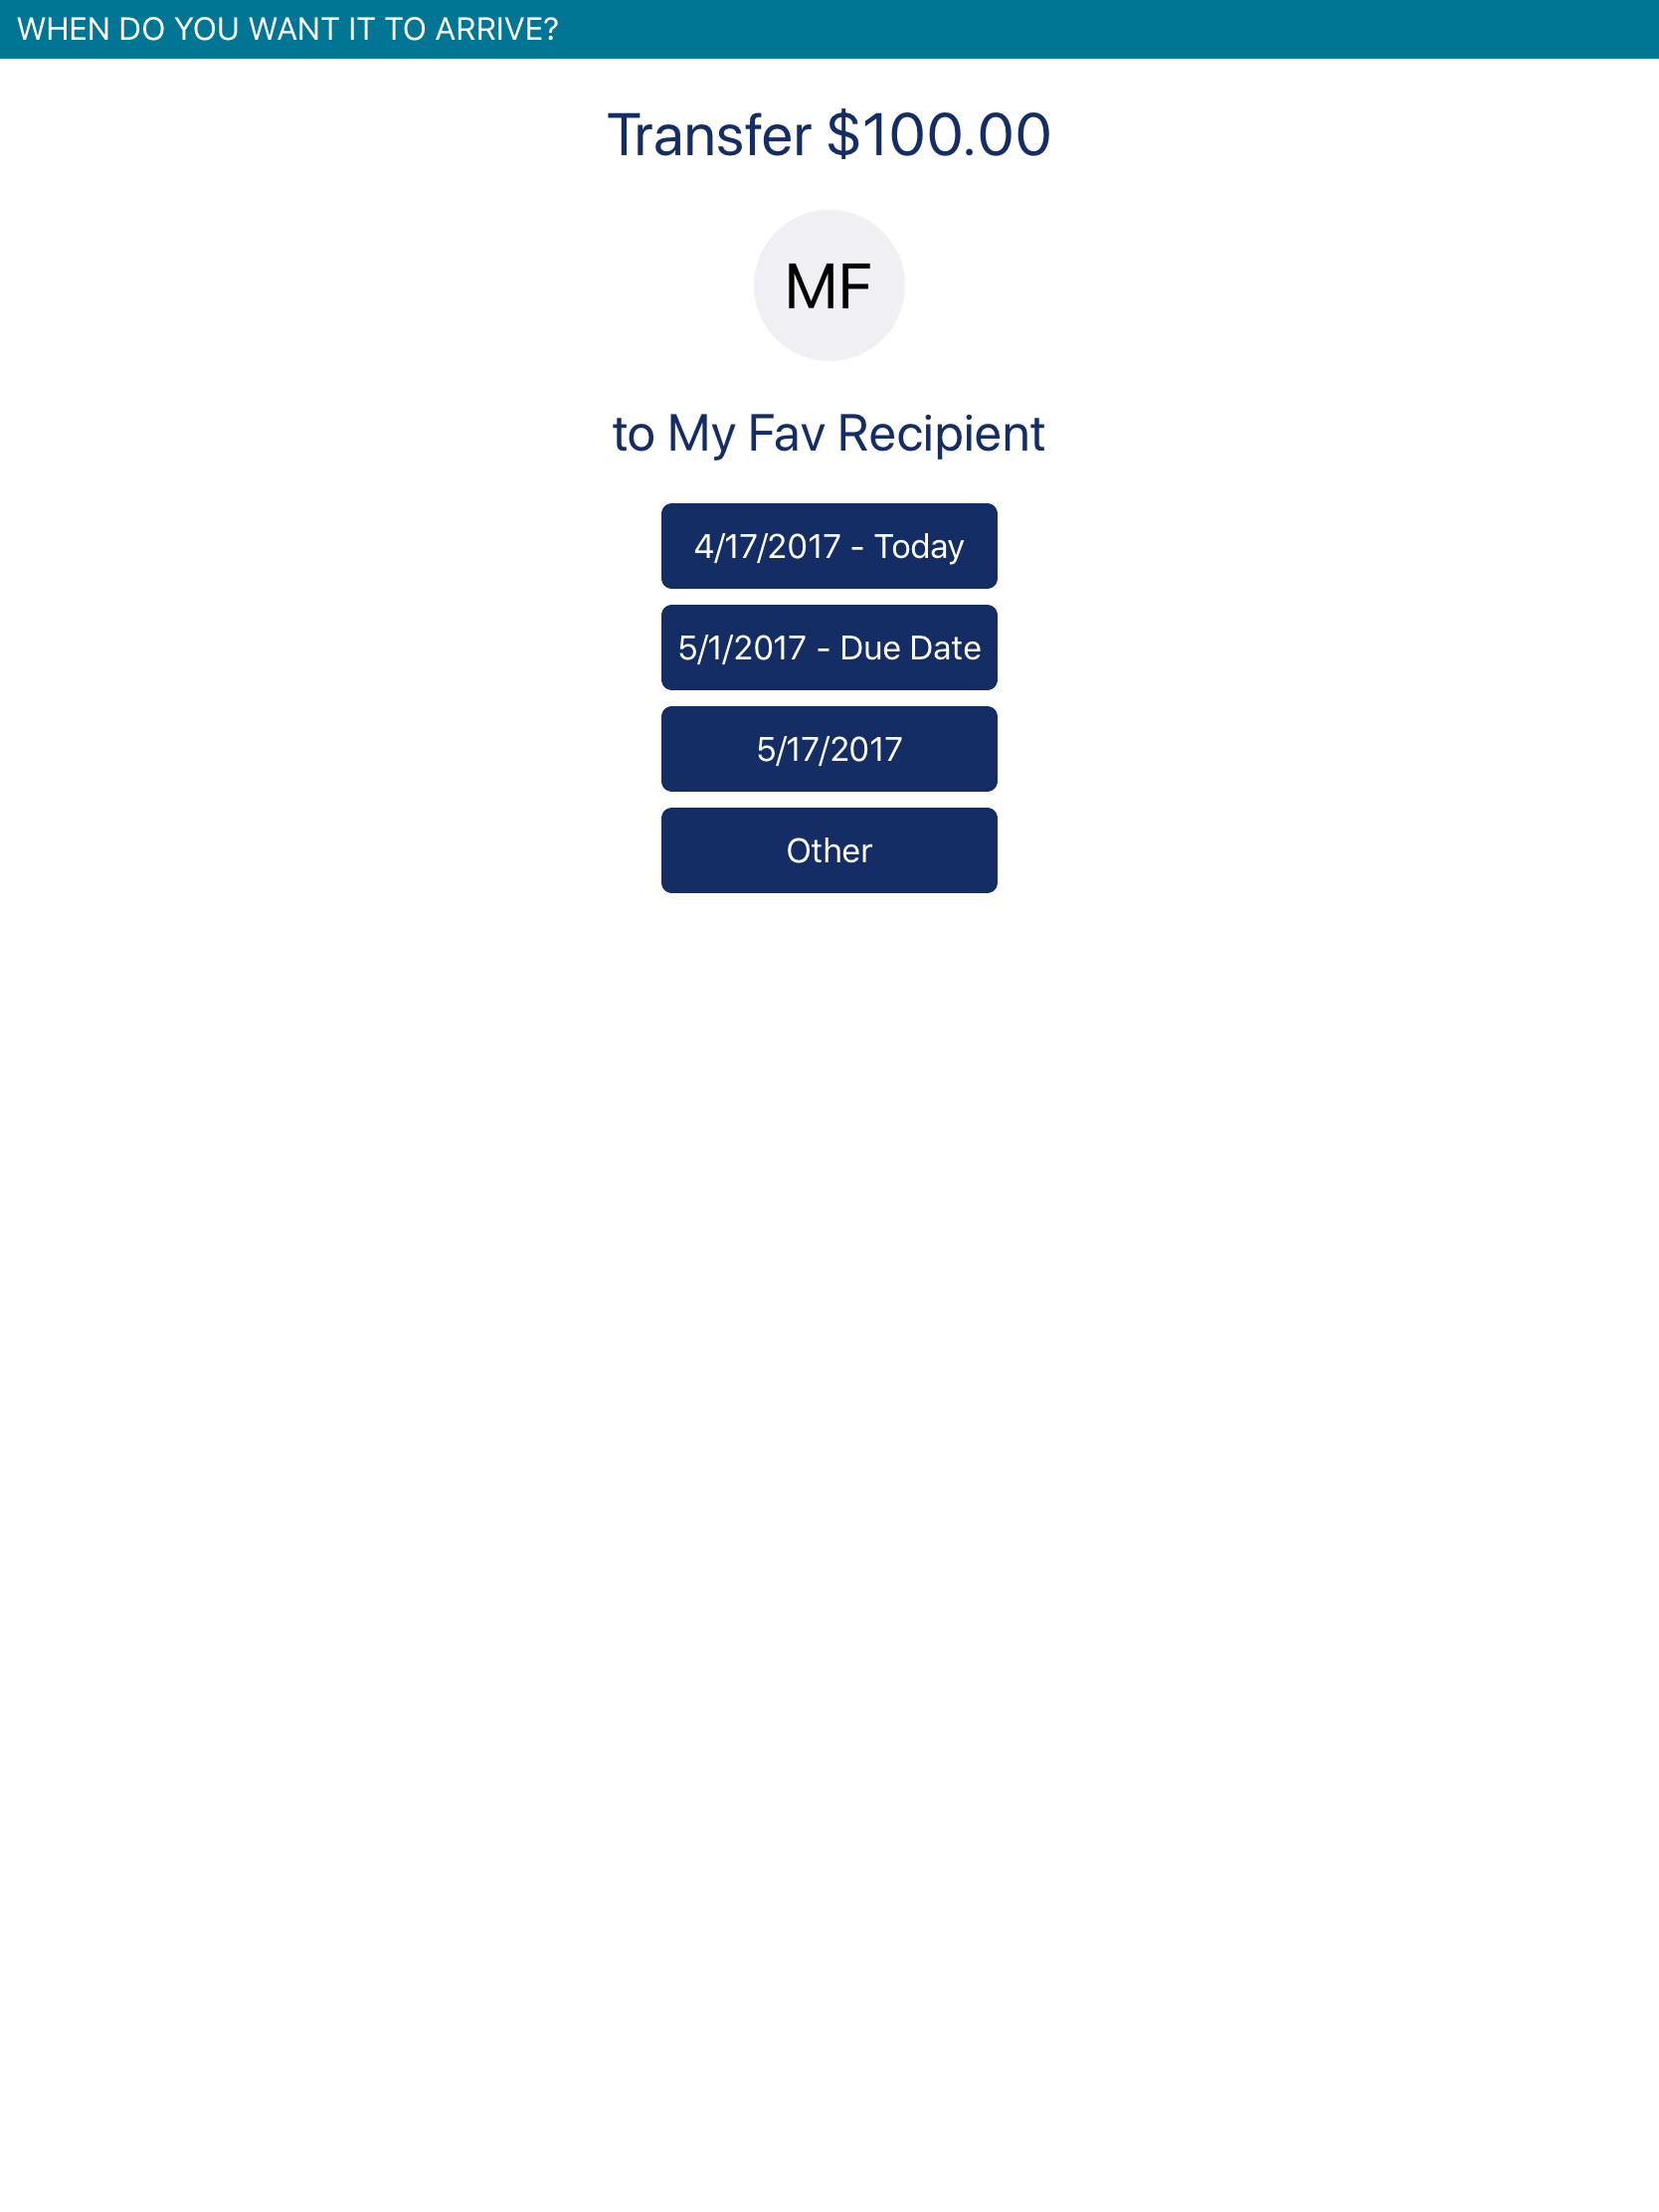 WHEN DO YOU WANT IT TO ARRIVE?
Transfer $100.00
MF
to My Fav Recipient
4/17/2017 - Today
5/1/2017 - Due Date
5/17/2017
Other